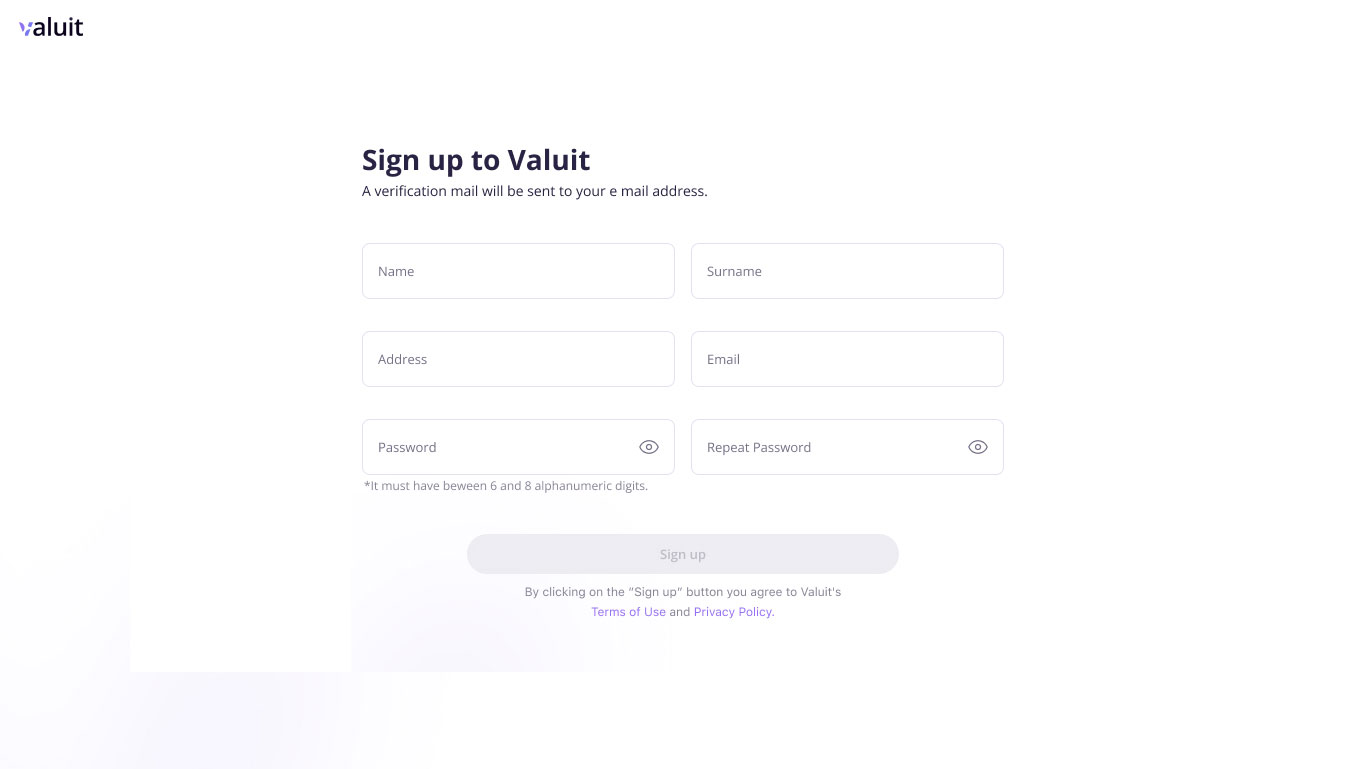 valuit
Sign up to Valuit
A verification mail will be sent to your e mail address.
Name
Surname
Address
Email
Password
Repeat Password
*It must have beween 6 and 8 alphanumeric digits.
Sign up
By clicking on the “Sign up” button you agree to Valuit's
Terms of Use and Privacy Policy.